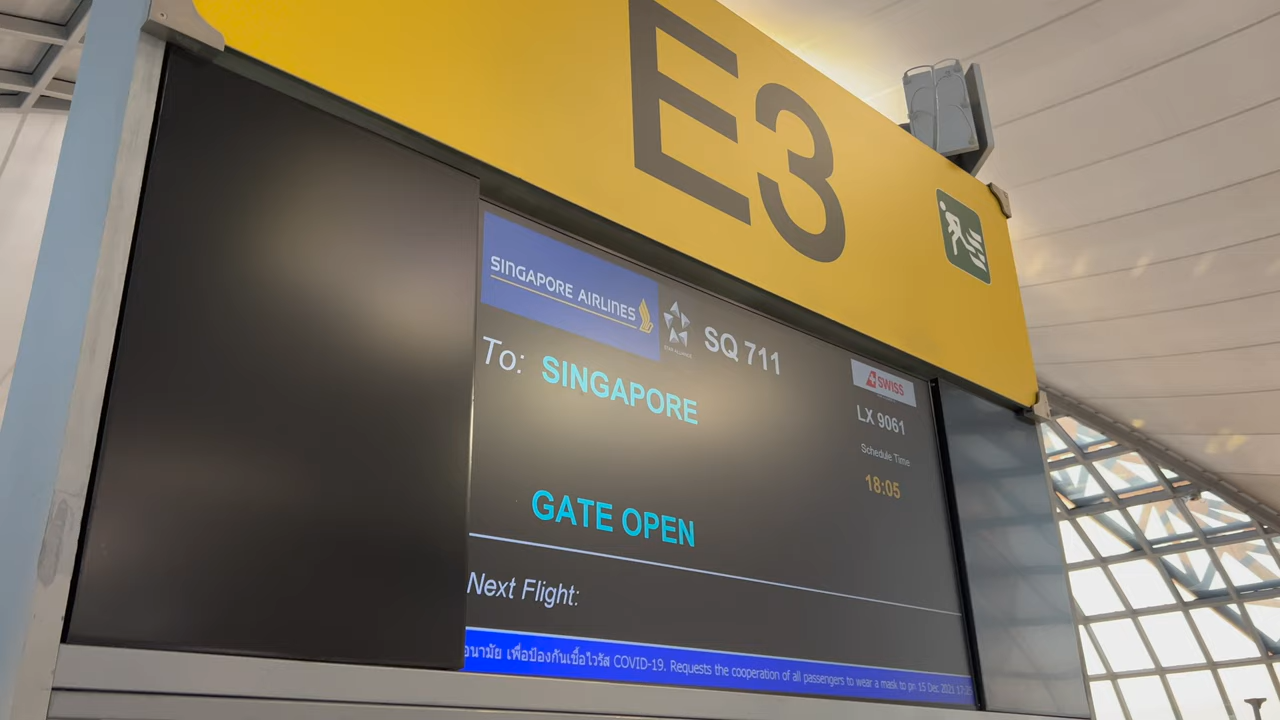 E3
SINGAPORE AIRLINES
STAR ALLIANCE
SQ 711
SWISS
To: SINGAPORE
LX 9061
Schedule Time
18:05
GATE OPEN
Next Flight:
อนามัย เพื่อป้องกันเชื้อไวรัส COVID-19. Requests the cooperation of all passengers to wear a mask to pr 15 Dec 2021 17:2